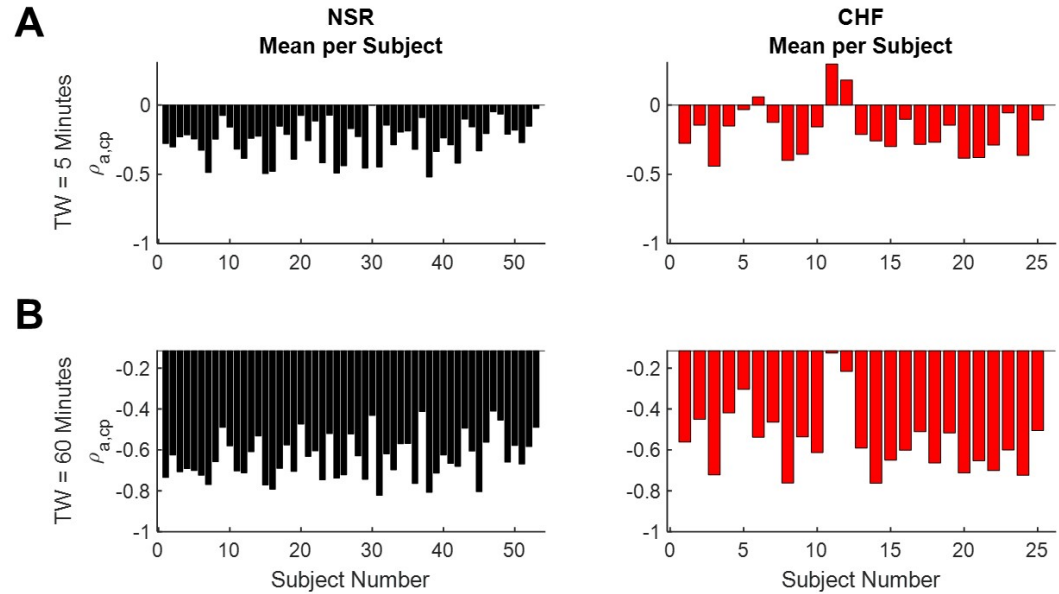 A
NSR
Mean per Subject
CHF
Mean per Subject
TW = 5 Minutes
ρa,cp
0
-0.5
-1
0 10 20 30 40 50
0
-0.5
-1
0 5 10 15 20 25
B
TW = 60 Minutes
ρa,cp
-0.2
-0.4
-0.6
-0.8
-1
0 10 20 30 40 50
Subject Number
-0.2
-0.4
-0.6
-0.8
-1
0 5 10 15 20 25
Subject Number